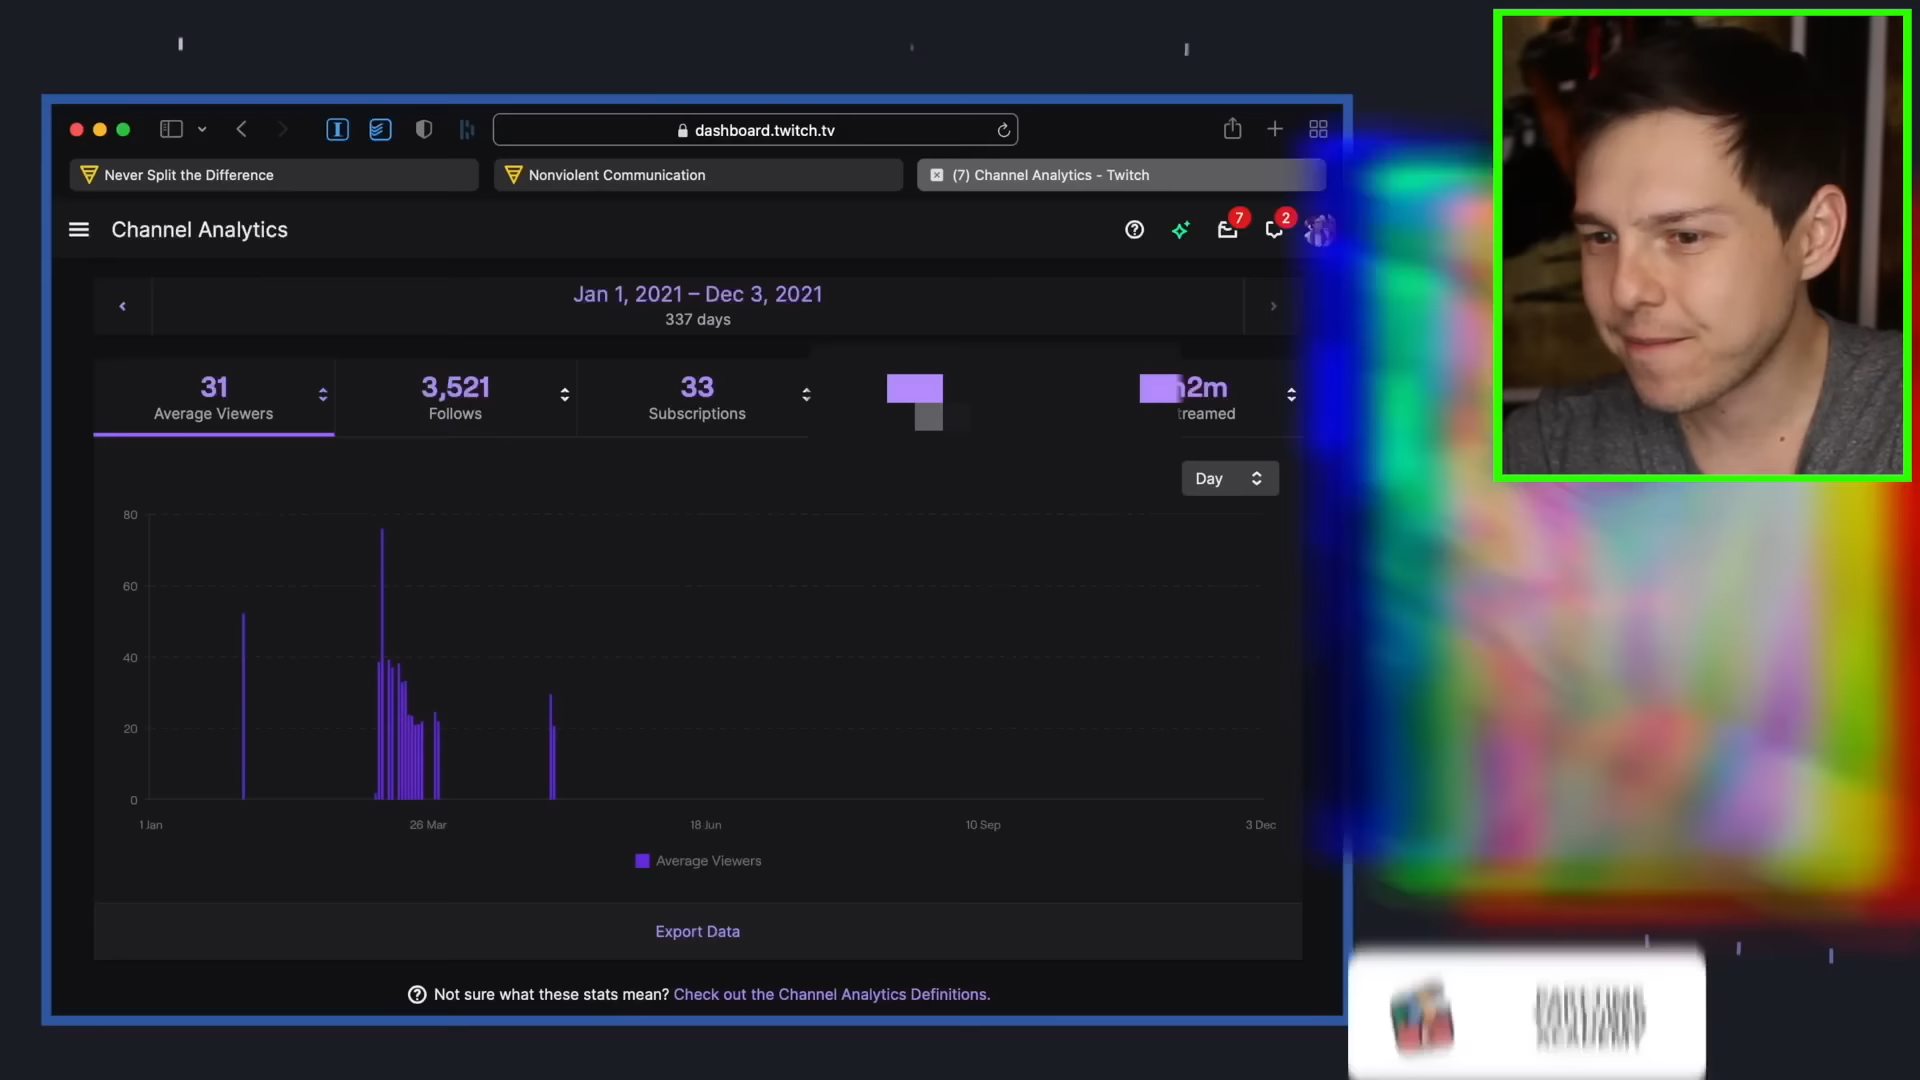 dashboard.twitch.tv
Never Split the Difference
Nonviolent Communication
(7) Channel Analytics - Twitch
Channel Analytics
7
2
Jan 1, 2021 – Dec 3, 2021
337 days
31
Average Viewers
3,521
Follows
33
Subscriptions
2m
treamed
Day
80
60
40
20
0
1 Jan
26 Mar
18 Jun
10 Sep
3 Dec
Average Viewers
Export Data
Not sure what these stats mean? Check out the Channel Analytics Definitions.